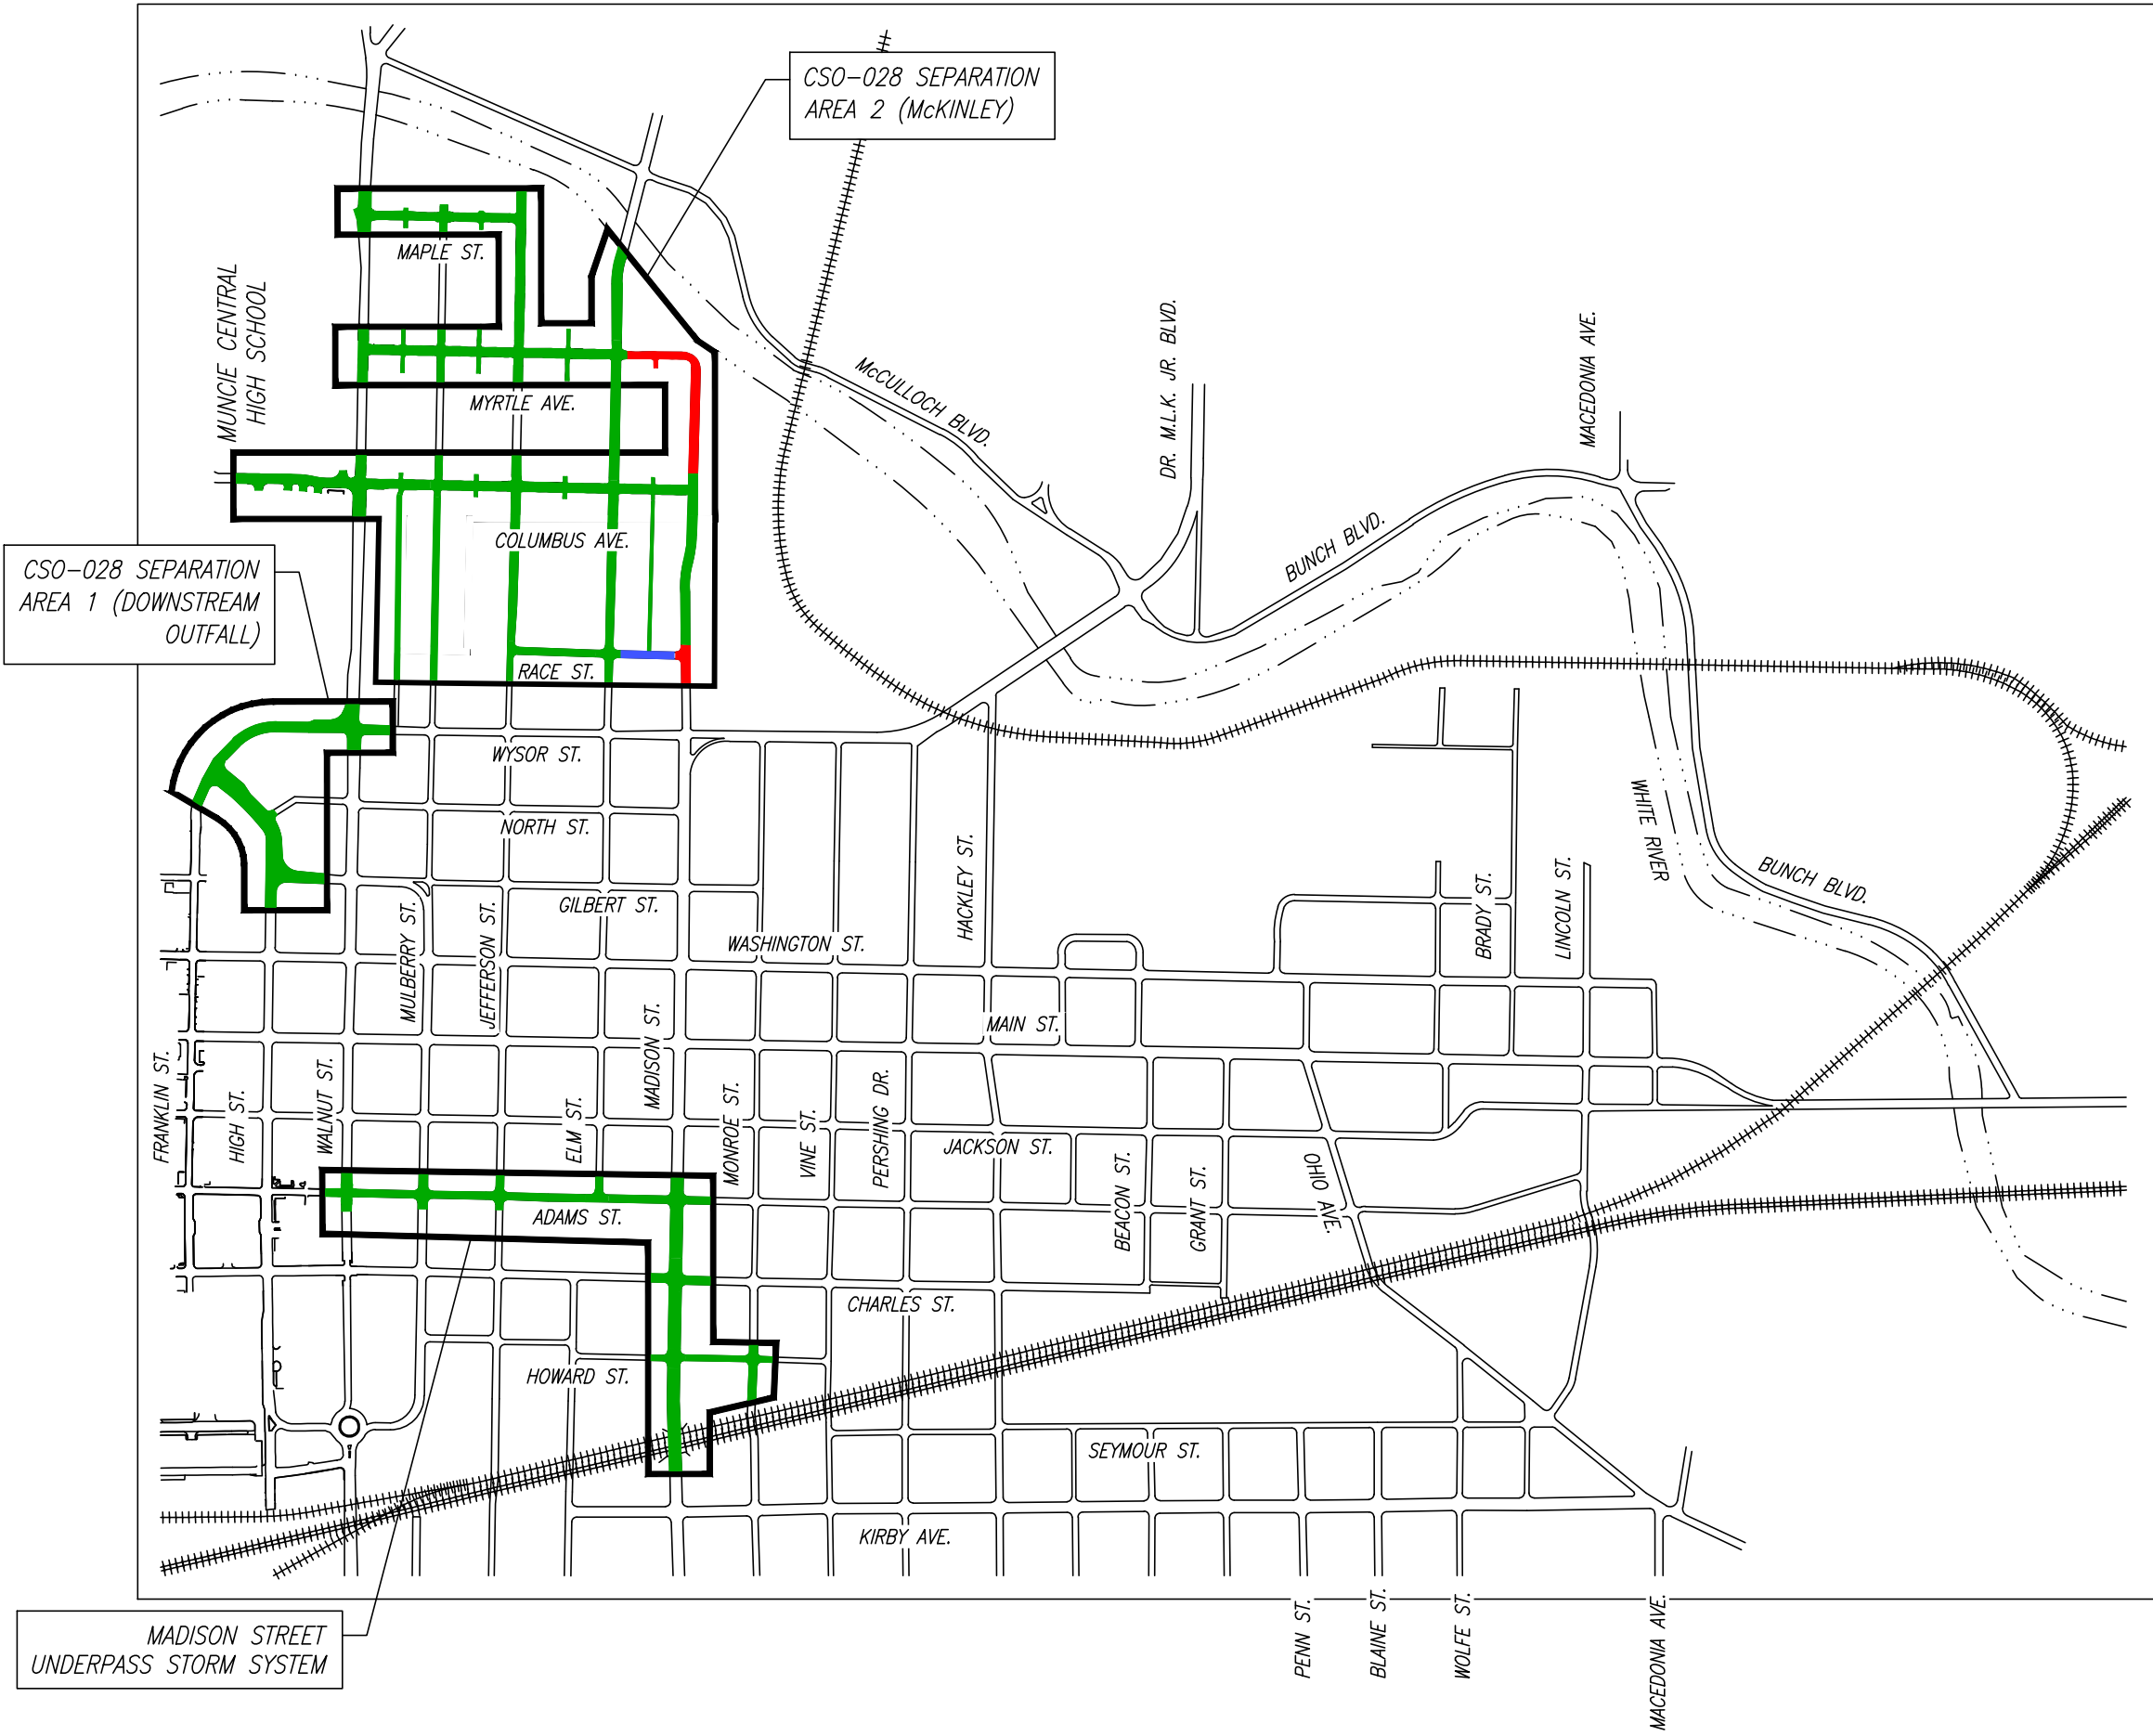 CSO-028 SEPARATION
AREA 2 (McKINLEY)
MAPLE ST.
MUNCIE CENTRAL
HIGH SCHOOL
MYRTLE AVE.
McCULLOCH BLVD.
DR. M.L.K. JR. BLVD.
MACEDONIA AVE.
COLUMBUS AVE.
BUNCH BLVD.
CSO-028 SEPARATION
AREA 1 (DOWNSTREAM
OUTFALL)
RACE ST.
WYSOR ST.
NORTH ST.
WHITE RIVER
BUNCH BLVD.
GILBERT ST.
WASHINGTON ST.
HACKLEY ST.
BRADY ST.
LINCOLN ST.
MULBERRY ST.
JEFFERSON ST.
MADISON ST.
MAIN ST.
FRANKLIN ST.
HIGH ST.
WALNUT ST.
ELM ST.
MONROE ST.
VINE ST.
PERSHING DR.
JACKSON ST.
BEACON ST.
GRANT ST.
OHIO AVE.
ADAMS ST.
CHARLES ST.
HOWARD ST.
SEYMOUR ST.
KIRBY AVE.
MADISON STREET
UNDERPASS STORM SYSTEM
PENN ST.
BLAINE ST.
WOLFE ST.
MACEDONIA AVE.